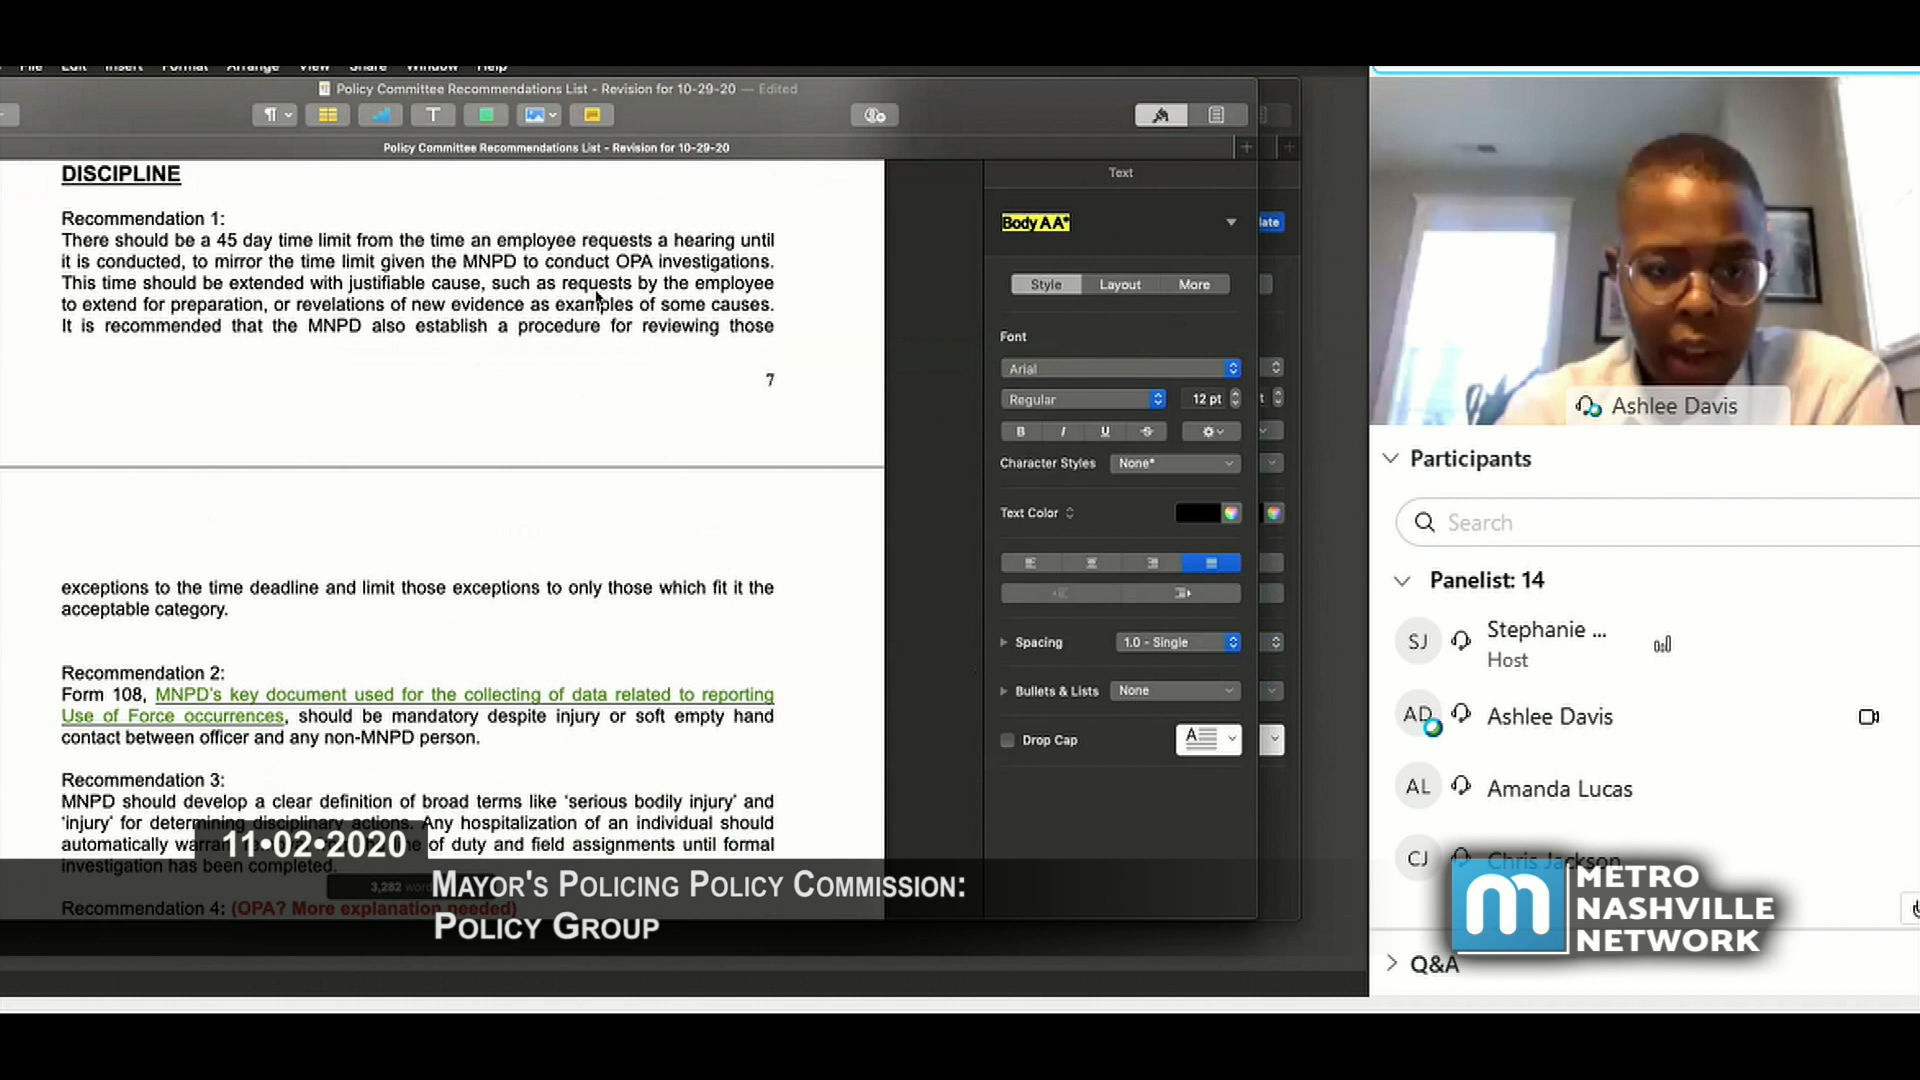 File Edit Insert Format Arrange View Share Window Help
Policy Committee Recommendations List - Revision for 10-29-20 — Edited
Policy Committee Recommendations List - Revision for 10-29-20
DISCIPLINE
Recommendation 1:
There should be a 45 day time limit from the time an employee requests a hearing until
it is conducted, to mirror the time limit given the MNPD to conduct OPA investigations.
This time should be extended with justifiable cause, such as requests by the employee
to extend for preparation, or revelations of new evidence as examples of some causes.
It is recommended that the MNPD also establish a procedure for reviewing those
7
exceptions to the time deadline and limit those exceptions to only those which fit it the
acceptable category.
Recommendation 2:
Form 108, MNPD's key document used for the collecting of data related to reporting
Use of Force occurrences, should be mandatory despite injury or soft empty hand
contact between officer and any non-MNPD person.
Recommendation 3:
MNPD should develop a clear definition of broad terms like 'serious bodily injury' and
'injury' for determining disciplinary actions. Any hospitalization of an individual should
automatically of duty and field assignments until formal
investigation has been completed.
3,282 words
Recommendation 4: (OPA? More explanation needed)
11•02•2020
MAYOR'S POLICING POLICY COMMISSION:
POLICY GROUP
Text
Body A A*
Style Layout More
Font
Arial
Regular 12 pt
B I U S
Character Styles None*
Text Color
Spacing 1.0 - Single
Bullets & Lists None
Drop Cap A
Ashlee Davis
Participants
Search
Panelist: 14
SJ Stephanie ...
Host
AD Ashlee Davis
AL Amanda Lucas
CJ Chris Jackson
Q&A
m METRO
NASHVILLE
NETWORK